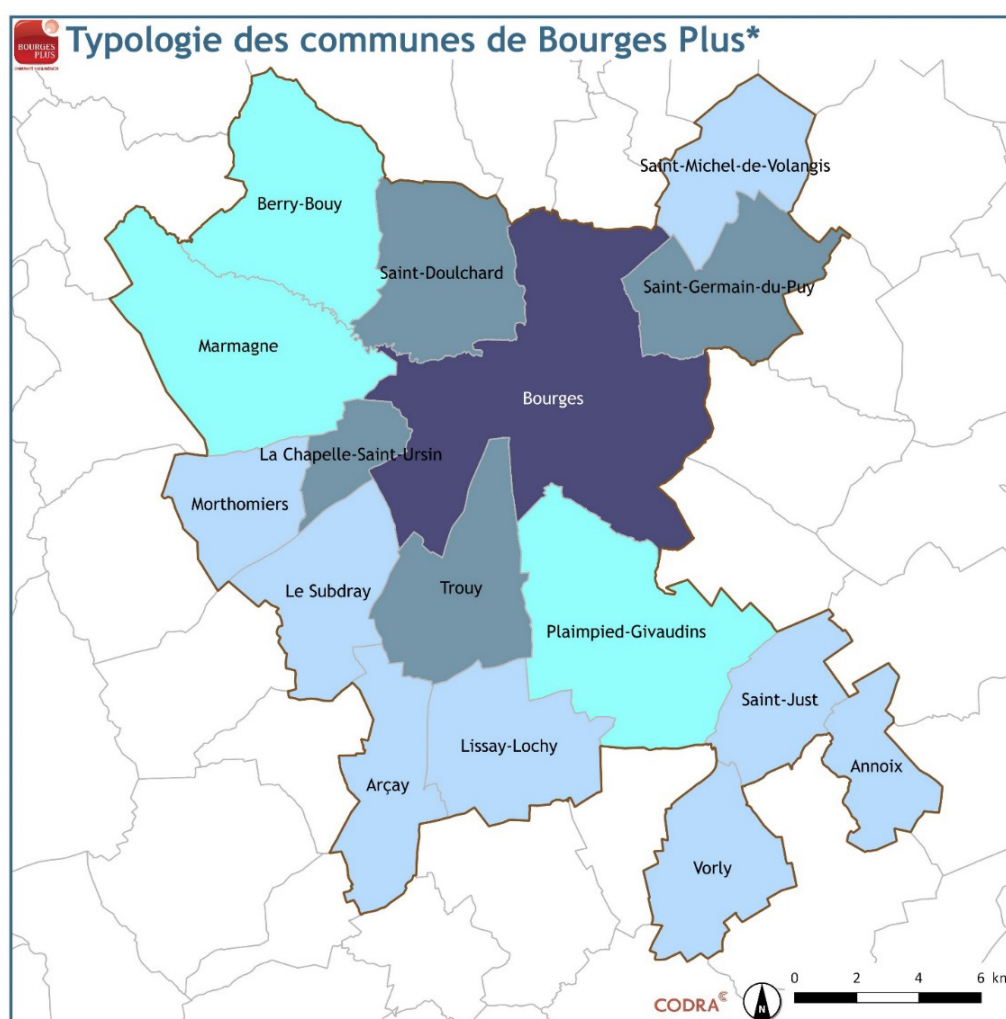 BOURGES
PLUS
Typologie des communes de Bourges Plus*
Saint-Michel-de-Volangis
Berry-Bouy
Saint-Doulchard
Saint-Germain-du-Puy
Marmagne
Bourges
La Chapelle-Saint-Ursin
Morthomiers
Le Subdray
Trouy
Plaimpied-Givaudins
Saint-Just
Lissay-Lochy
Annoix
Arçay
Vorly
0 2 4 6 km
CODRA
N